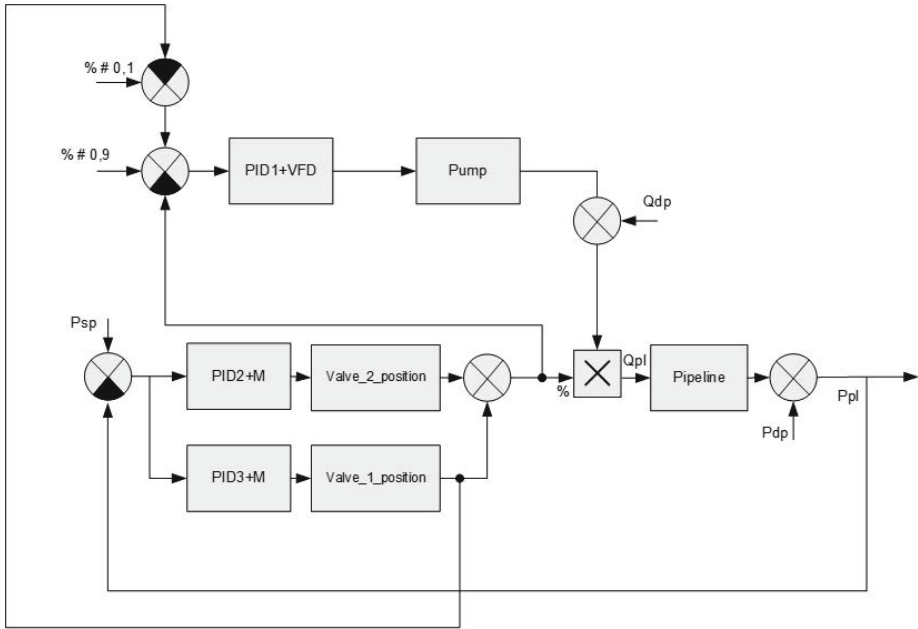 % # 0,1
% # 0,9
PID1+VFD
Pump
Qdp
Psp
PID2+M
Valve_2_position
%
Qpl
Pipeline
Ppl
Pdp
PID3+M
Valve_1_position